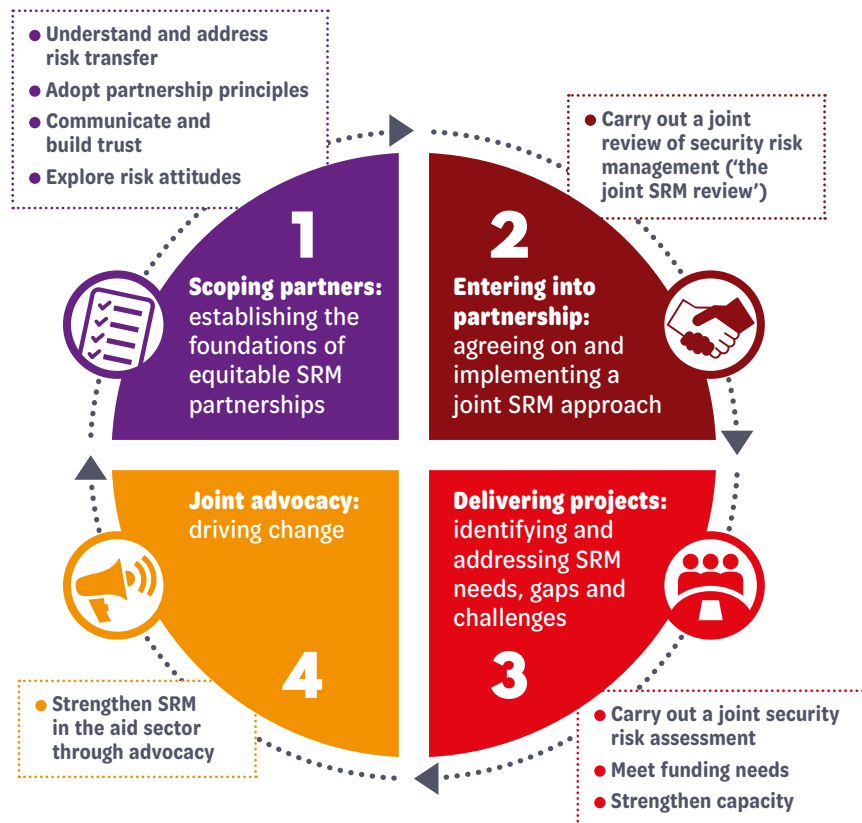 ● Understand and address
risk transfer
● Adopt partnership principles
● Communicate and
build trust
● Explore risk attitudes
1
Scoping partners:
establishing the
foundations of
equitable SRM
partnerships
● Carry out a joint
review of security risk
management (‘the
joint SRM review’)
2
Entering into
partnership:
agreeing on and
implementing a
joint SRM approach
Delivering projects:
identifying and
addressing SRM
needs, gaps and
challenges
3
● Carry out a joint security
risk assessment
● Meet funding needs
● Strengthen capacity
Joint advocacy:
driving change
4
● Strengthen SRM
in the aid sector
through advocacy